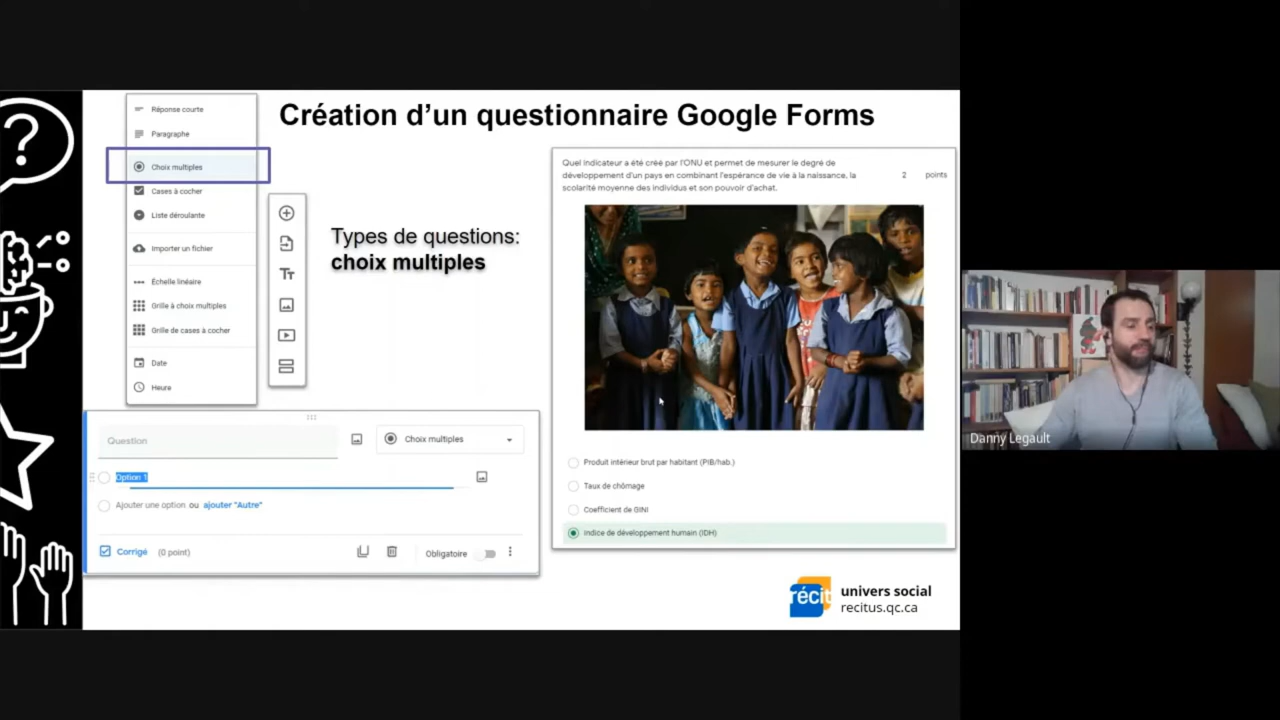 Création d'un questionnaire Google Forms
Réponse courte
Paragraphe
Choix multiples
Cases à cocher
Liste déroulante
Importer un fichier
Échelle linéaire
Grille à choix multiples
Grille de cases à cocher
Date
Heure
Tт
Types de questions:
choix multiples
Question
Choix multiples
Option 1
Ajouter une option ou ajouter "Autre"
Corrigé (0 point)
Obligatoire
Quel indicateur a été créé par l'ONU et permet de mesurer le degré de
développement d'un pays en combinant l'espérance de vie à la naissance, la
scolarité moyenne des individus et son pouvoir d'achat.
2 points
Produit intérieur brut par habitant (PIB/hab.)
Taux de chômage
Coefficient de GINI
Indice de développement humain (IDH)
récit
univers social
recitus.qc.ca
Danny Legault